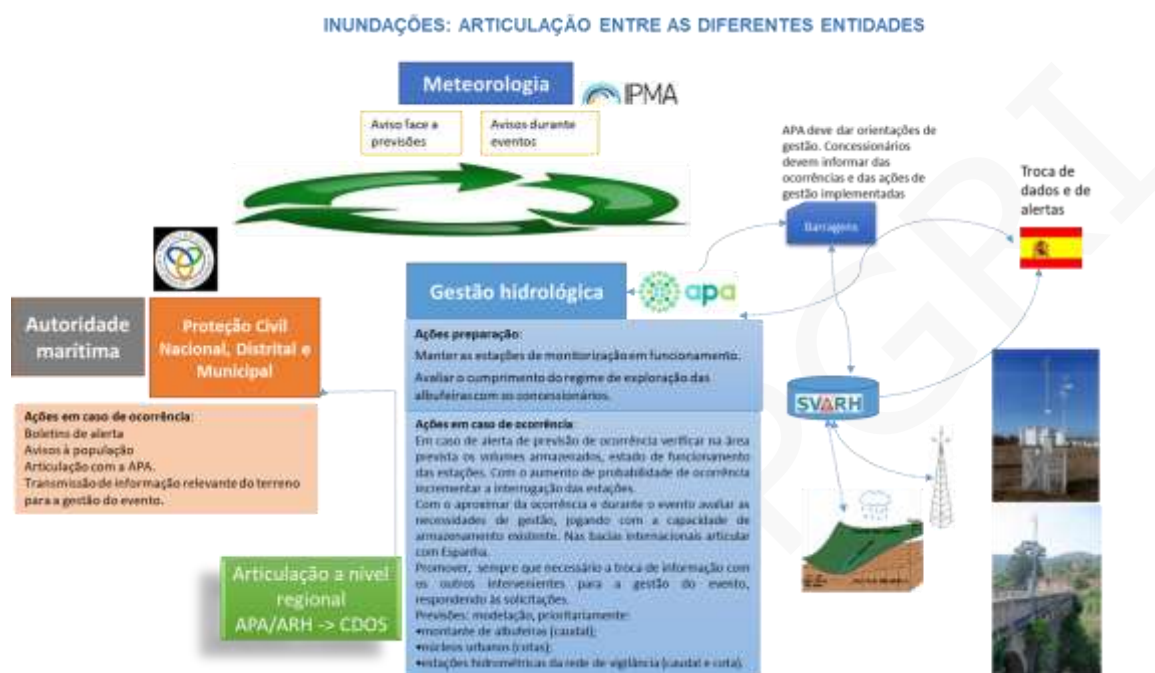 INUNDAÇÕES: ARTICULAÇÃO ENTRE AS DIFERENTES ENTIDADES
Meteorologia
IPMA
Aviso face a
previsões
Avisos durante
eventos
APA deve dar orientações de
gestão. Concessionários
devem informar das
ocorrências e das ações de
gestão implementadas
Troca de
dados e de
alertas
Barragens
Gestão hidrológica
apa
Autoridade
marítima
Proteção Civil
Nacional, Distrital e
Municipal
Ações preparação:
Manter as estações de monitorização em funcionamento.
Avaliar o cumprimento do regime de exploração das
albufeiras com os concessionários.
SVARH
Ações em caso de ocorrência:
Boletins de alerta
Avisos à população
Articulação com a APA.
Transmissão de informação relevante do terreno
para a gestão do evento.
Ações em caso de ocorrência:
Em caso de alerta de previsão de ocorrência verificar na área
prevista os volumes armazenados, estado de funcionamento
das estações. Com o aumento de probabilidade de ocorrência
incrementar a interrogação das estações.
Com o aproximar da ocorrência e durante o evento avaliar as
necessidades de gestão, jogando com a capacidade de
armazenamento existente. Nas bacias internacionais articular
com Espanha.
Promover, sempre que necessário a troca de informação com
os outros intervenientes para a gestão do evento,
respondendo às solicitações.
Previsões: modelação, prioritariamente:
•montante de albufeiras (caudal);
•núcleos urbanos (cotas);
•estações hidrométricas da rede de vigilância (caudal e cota).
Articulação a nível
regional
APA/ARH -> CDOS
PGRI